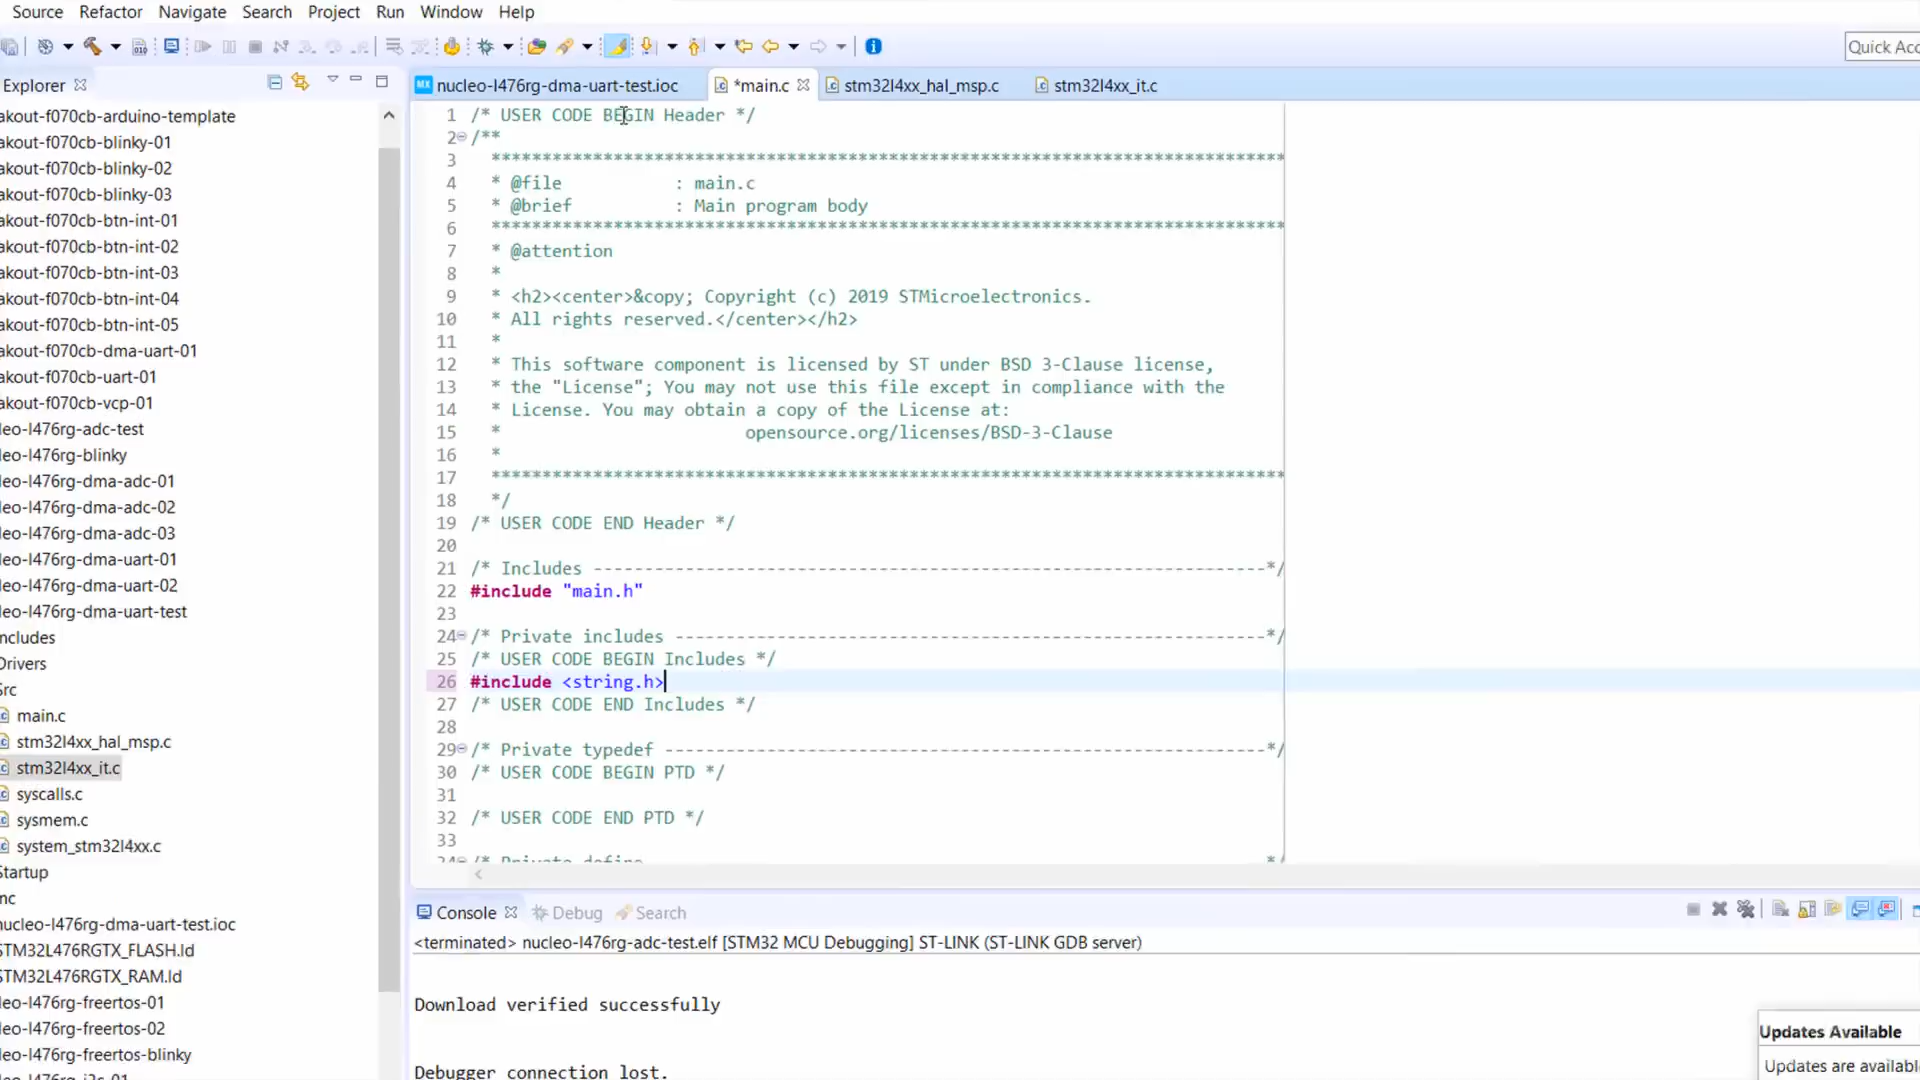 Source Refactor Navigate Search Project Run Window Help
Quick Acc
Explorer
nucleo-l476rg-dma-uart-test.ioc
*main.c
stm32l4xx_hal_msp.c
stm32l4xx_it.c
akout-f070cb-arduino-template
akout-f070cb-blinky-01
akout-f070cb-blinky-02
akout-f070cb-blinky-03
akout-f070cb-btn-int-01
akout-f070cb-btn-int-02
akout-f070cb-btn-int-03
akout-f070cb-btn-int-04
akout-f070cb-btn-int-05
akout-f070cb-dma-uart-01
akout-f070cb-uart-01
akout-f070cb-vcp-01
leo-l476rg-adc-test
leo-l476rg-blinky
leo-l476rg-dma-adc-01
leo-l476rg-dma-adc-02
leo-l476rg-dma-adc-03
leo-l476rg-dma-uart-01
leo-l476rg-dma-uart-02
leo-l476rg-dma-uart-test
ncludes
Drivers
Src
main.c
stm32l4xx_hal_msp.c
stm32l4xx_it.c
syscalls.c
sysmem.c
system_stm32l4xx.c
Startup
nc
nucleo-l476rg-dma-uart-test.ioc
STM32L476RGTX_FLASH.ld
STM32L476RGTX_RAM.ld
leo-l476rg-freertos-01
leo-l476rg-freertos-02
leo-l476rg-freertos-blinky
1 /* USER CODE BEGIN Header */
2 /**
3 ******************************************************************************
4 * @file : main.c
5 * @brief : Main program body
6 ******************************************************************************
7 * @attention
8 *
9 * <h2><center>&copy; Copyright (c) 2019 STMicroelectronics.
10 * All rights reserved.</center></h2>
11 *
12 * This software component is licensed by ST under BSD 3-Clause license,
13 * the "License"; You may not use this file except in compliance with the
14 * License. You may obtain a copy of the License at:
15 * opensource.org/licenses/BSD-3-Clause
16 *
17 ******************************************************************************
18 */
19 /* USER CODE END Header */
20
21 /* Includes ------------------------------------------------------------------*/
22 #include "main.h"
23
24 /* Private includes ----------------------------------------------------------*/
25 /* USER CODE BEGIN Includes */
26 #include <string.h>
27 /* USER CODE END Includes */
28
29 /* Private typedef -----------------------------------------------------------*/
30 /* USER CODE BEGIN PTD */
31
32 /* USER CODE END PTD */
33
34 /* Private define
Console
Debug
Search
<terminated> nucleo-l476rg-adc-test.elf [STM32 MCU Debugging] ST-LINK (ST-LINK GDB server)
Download verified successfully
Debugger connection lost.
Updates Available
Updates are availabl